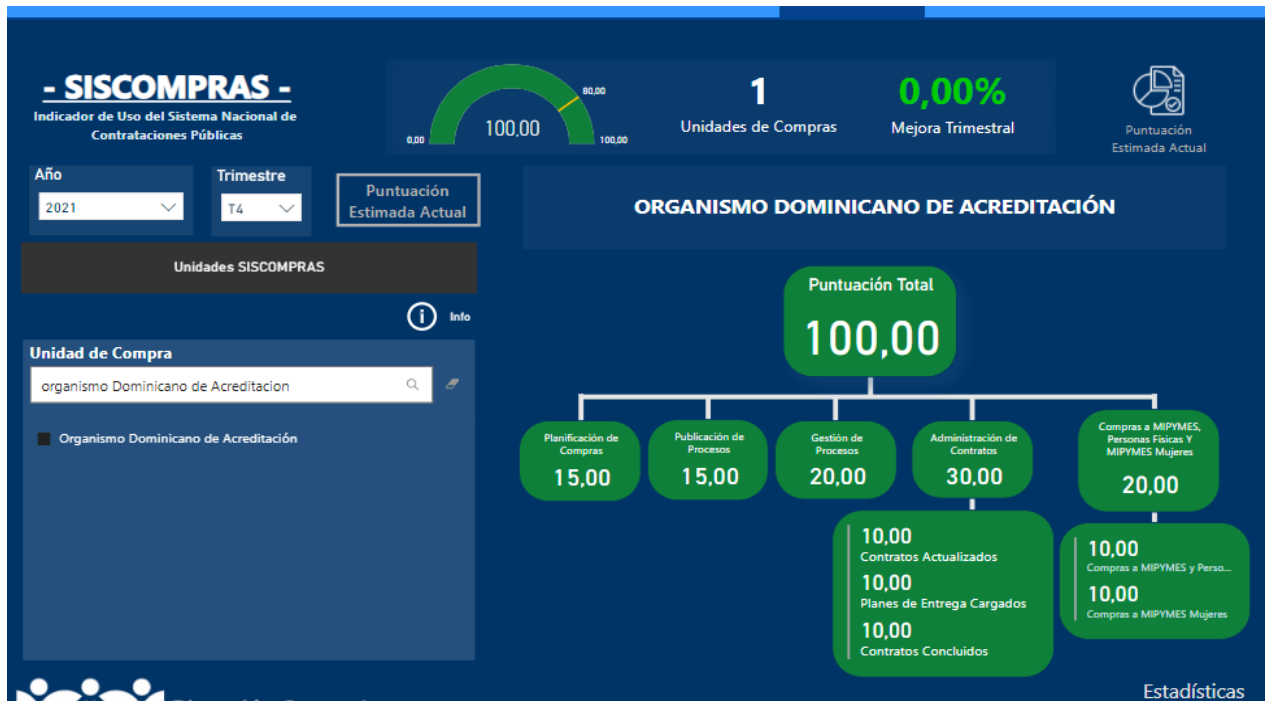 - SISCOMPRAS -
Indicador de Uso del Sistema Nacional de
Contrataciones Públicas
0,00
100,00
80,00
100,00
1
Unidades de Compras
0,00%
Mejora Trimestral
Puntuación
Estimada Actual
Año
2021
Trimestre
T4
Puntuación
Estimada Actual
ORGANISMO DOMINICANO DE ACREDITACIÓN
Unidades SISCOMPRAS
Info
Unidad de Compra
organismo Dominicano de Acreditacion
Organismo Dominicano de Acreditación
Puntuación Total
100,00
Planificación de
Compras
15,00
Publicación de
Procesos
15,00
Gestión de
Procesos
20,00
Administración de
Contratos
30,00
Compras a MIPYMES,
Personas Físicas Y
MIPYMES Mujeres
20,00
10,00
Contratos Actualizados
10,00
Planes de Entrega Cargados
10,00
Contratos Concluidos
10,00
Compras a MIPYMES y Perso...
10,00
Compras a MIPYMES Mujeres
Estadísticas